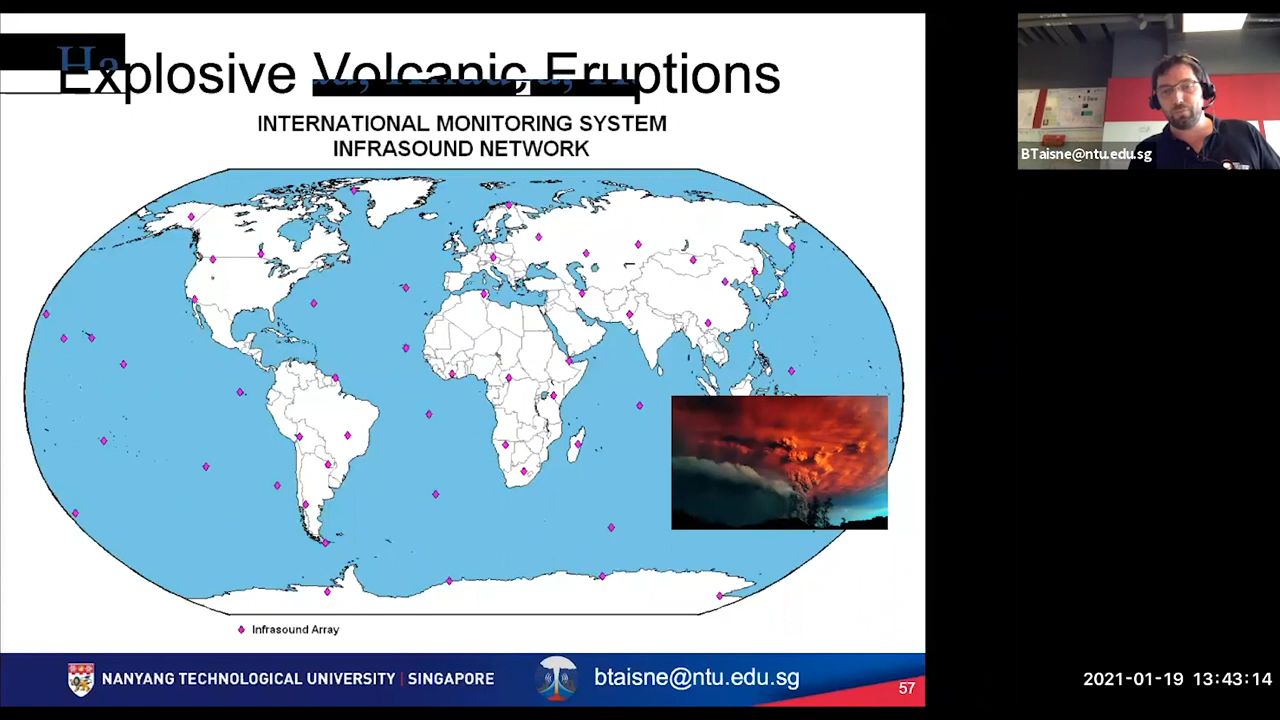 Explosive Volcanic Eruptions
INTERNATIONAL MONITORING SYSTEM
INFRASOUND NETWORK
BTaisne@ntu.edu.sg
Infrasound Array
NANYANG TECHNOLOGICAL UNIVERSITY | SINGAPORE
btaisne@ntu.edu.sg
57
2021-01-19 13:43:14